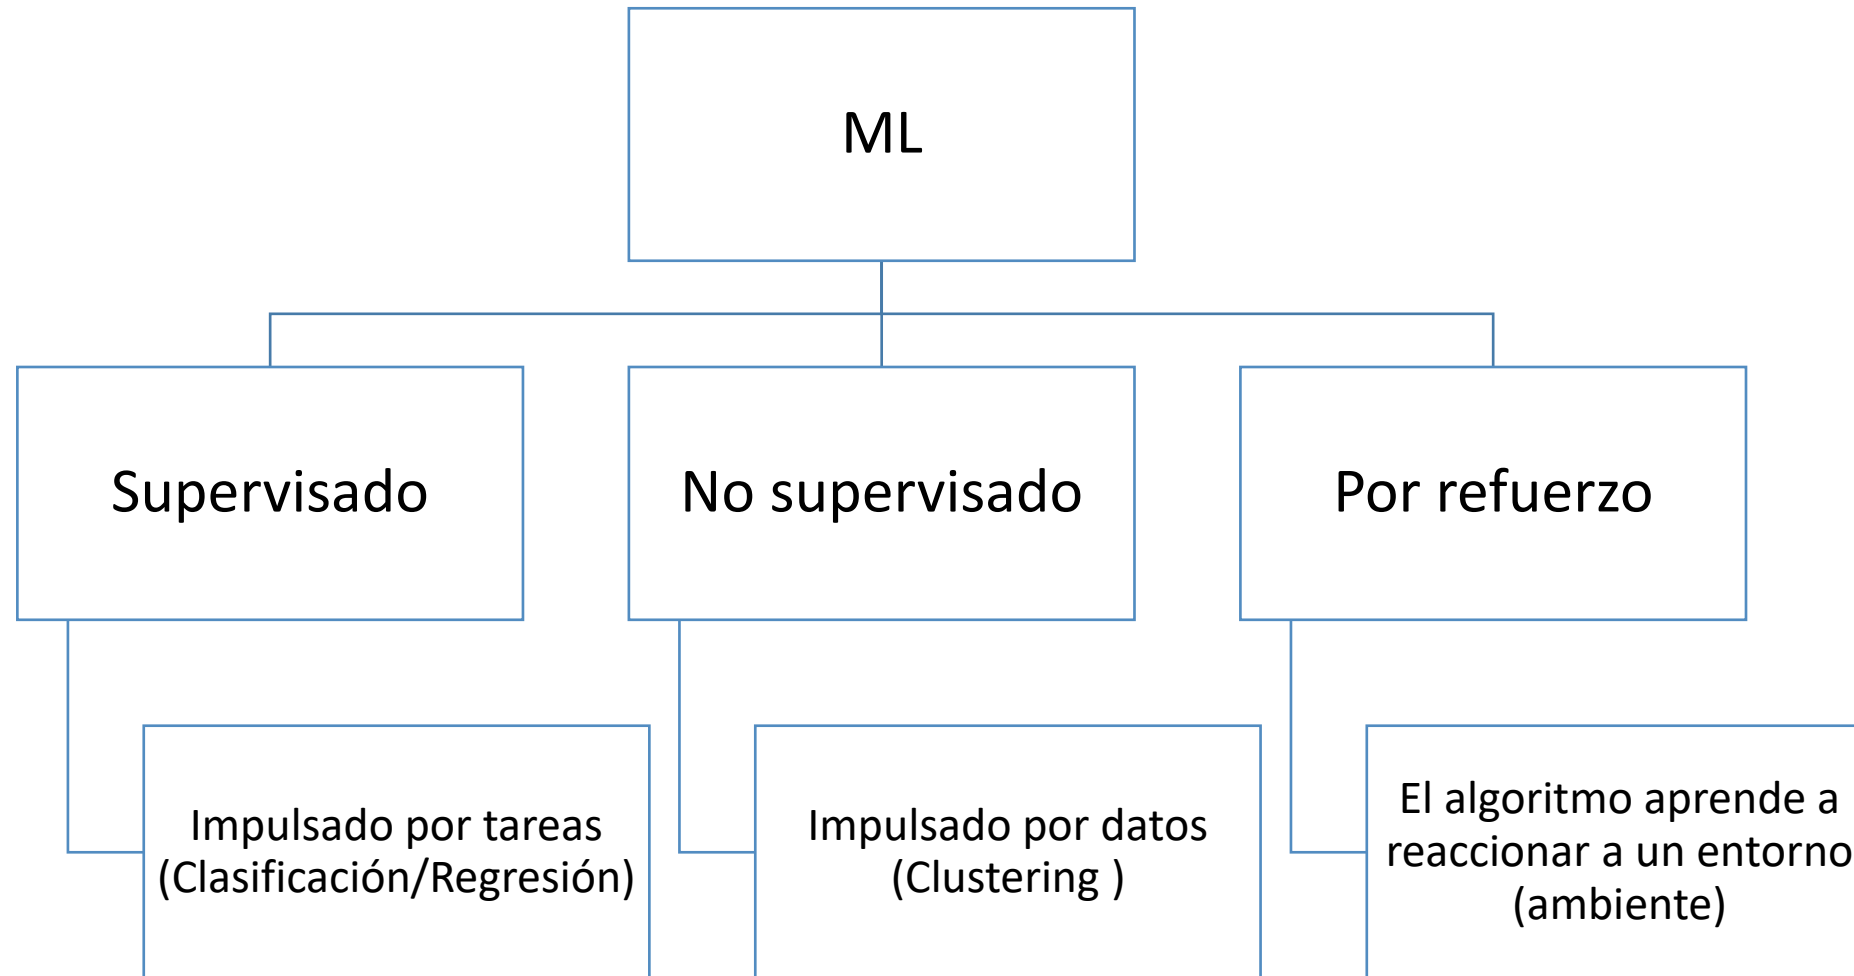 ML
Supervisado
No supervisado
Por refuerzo
Impulsado por tareas
(Clasificación/Regresión)
Impulsado por datos
(Clustering )
El algoritmo aprende a
reaccionar a un entorno
(ambiente)